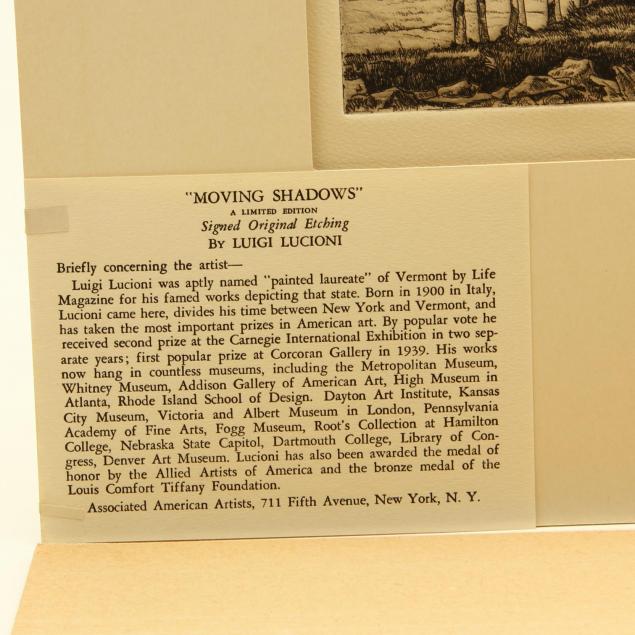 "MOVING SHADOWS"
A LIMITED EDITION
Signed Original Etching
BY LUIGI LUCIONI
Briefly concerning the artist—
Luigi Lucioni was aptly named "painted laureate" of Vermont by Life
Magazine for his famed works depicting that state. Born in 1900 in Italy,
Lucioni came here, divides his time between New York and Vermont, and
has taken the most important prizes in American art. By popular vote he
received second prize at the Carnegie International Exhibition in two sep-
arate years; first popular prize at Corcoran Gallery in 1939. His works
now hang in countless museums, including the Metropolitan Museum,
Whitney Museum, Addison Gallery of American Art, High Museum in
Atlanta, Rhode Island School of Design. Dayton Art Institute, Kansas
City Museum, Victoria and Albert Museum in London, Pennsylvania
Academy of Fine Arts, Fogg Museum, Root's Collection at Hamilton
College, Nebraska State Capitol, Dartmouth College, Library of Con-
gress, Denver Art Museum. Lucioni has also been awarded the medal of
honor by the Allied Artists of America and the bronze medal of the
Louis Comfort Tiffany Foundation.
Associated American Artists, 711 Fifth Avenue, New York, N. Y.